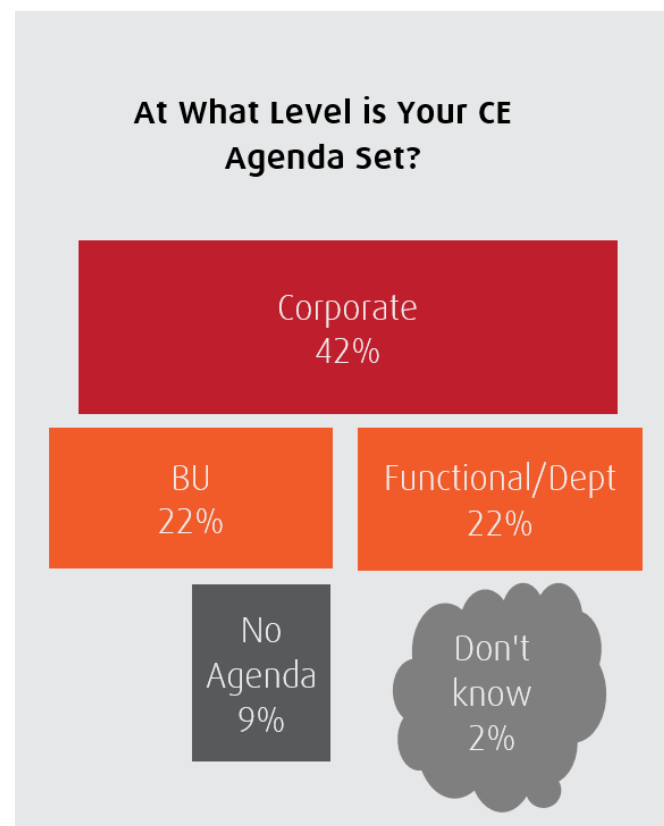 At What Level is Your CE
Agenda Set?
Corporate
42%
BU
22%
Functional/Dept
22%
No
Agenda
9%
Don't
know
2%